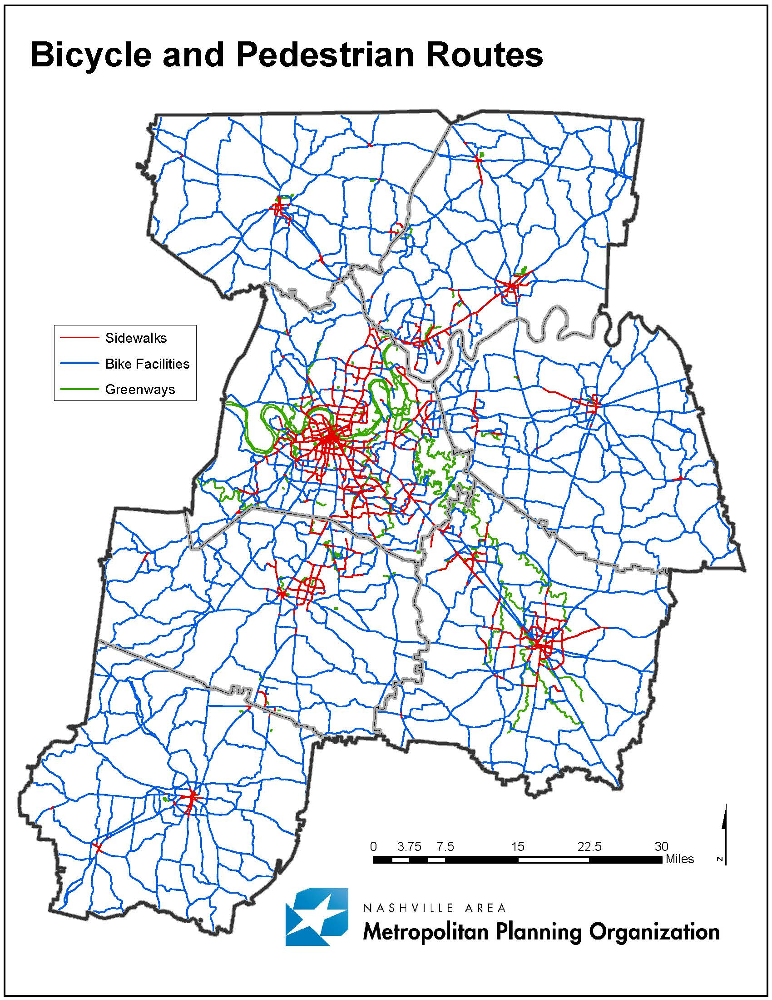 Bicycle and Pedestrian Routes
Sidewalks
Bike Facilities
Greenways
0 3.75 7.5 15 22.5 30
Miles
N
NASHVILLE AREA
Metropolitan Planning Organization